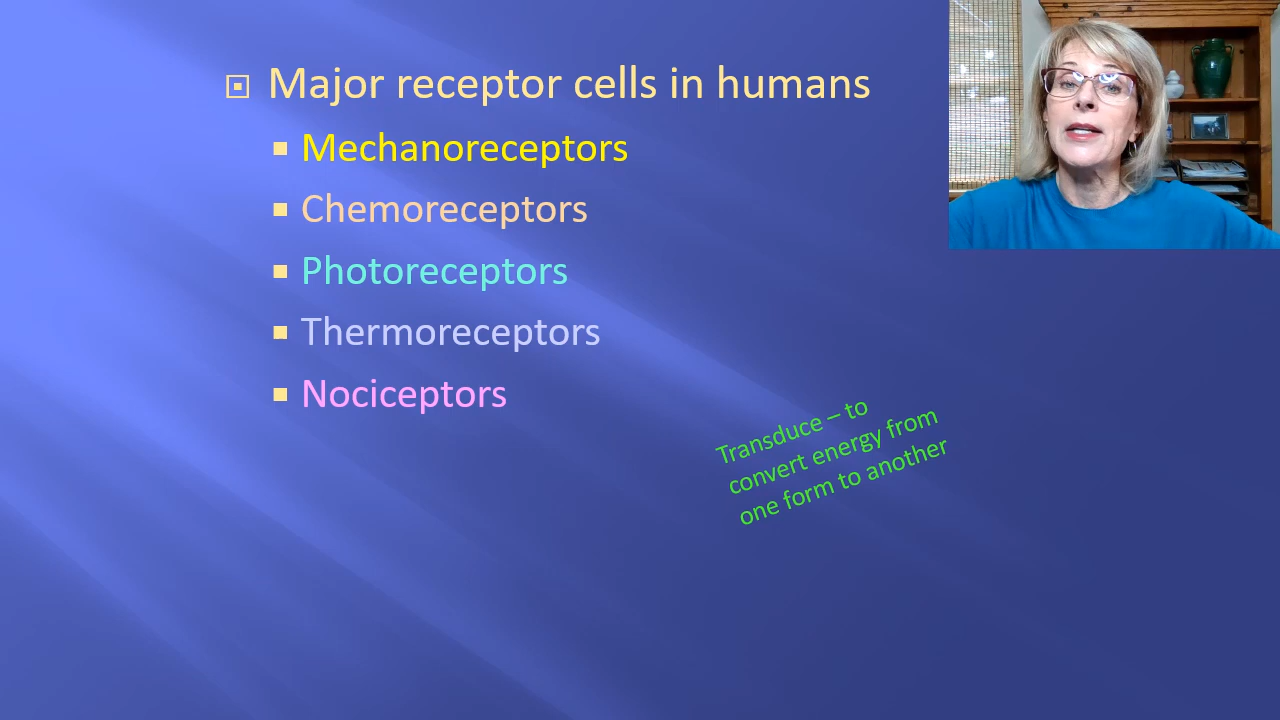 Major receptor cells in humans
Mechanoreceptors
Chemoreceptors
Photoreceptors
Thermoreceptors
Nociceptors
Transduce – to
convert energy from
one form to another